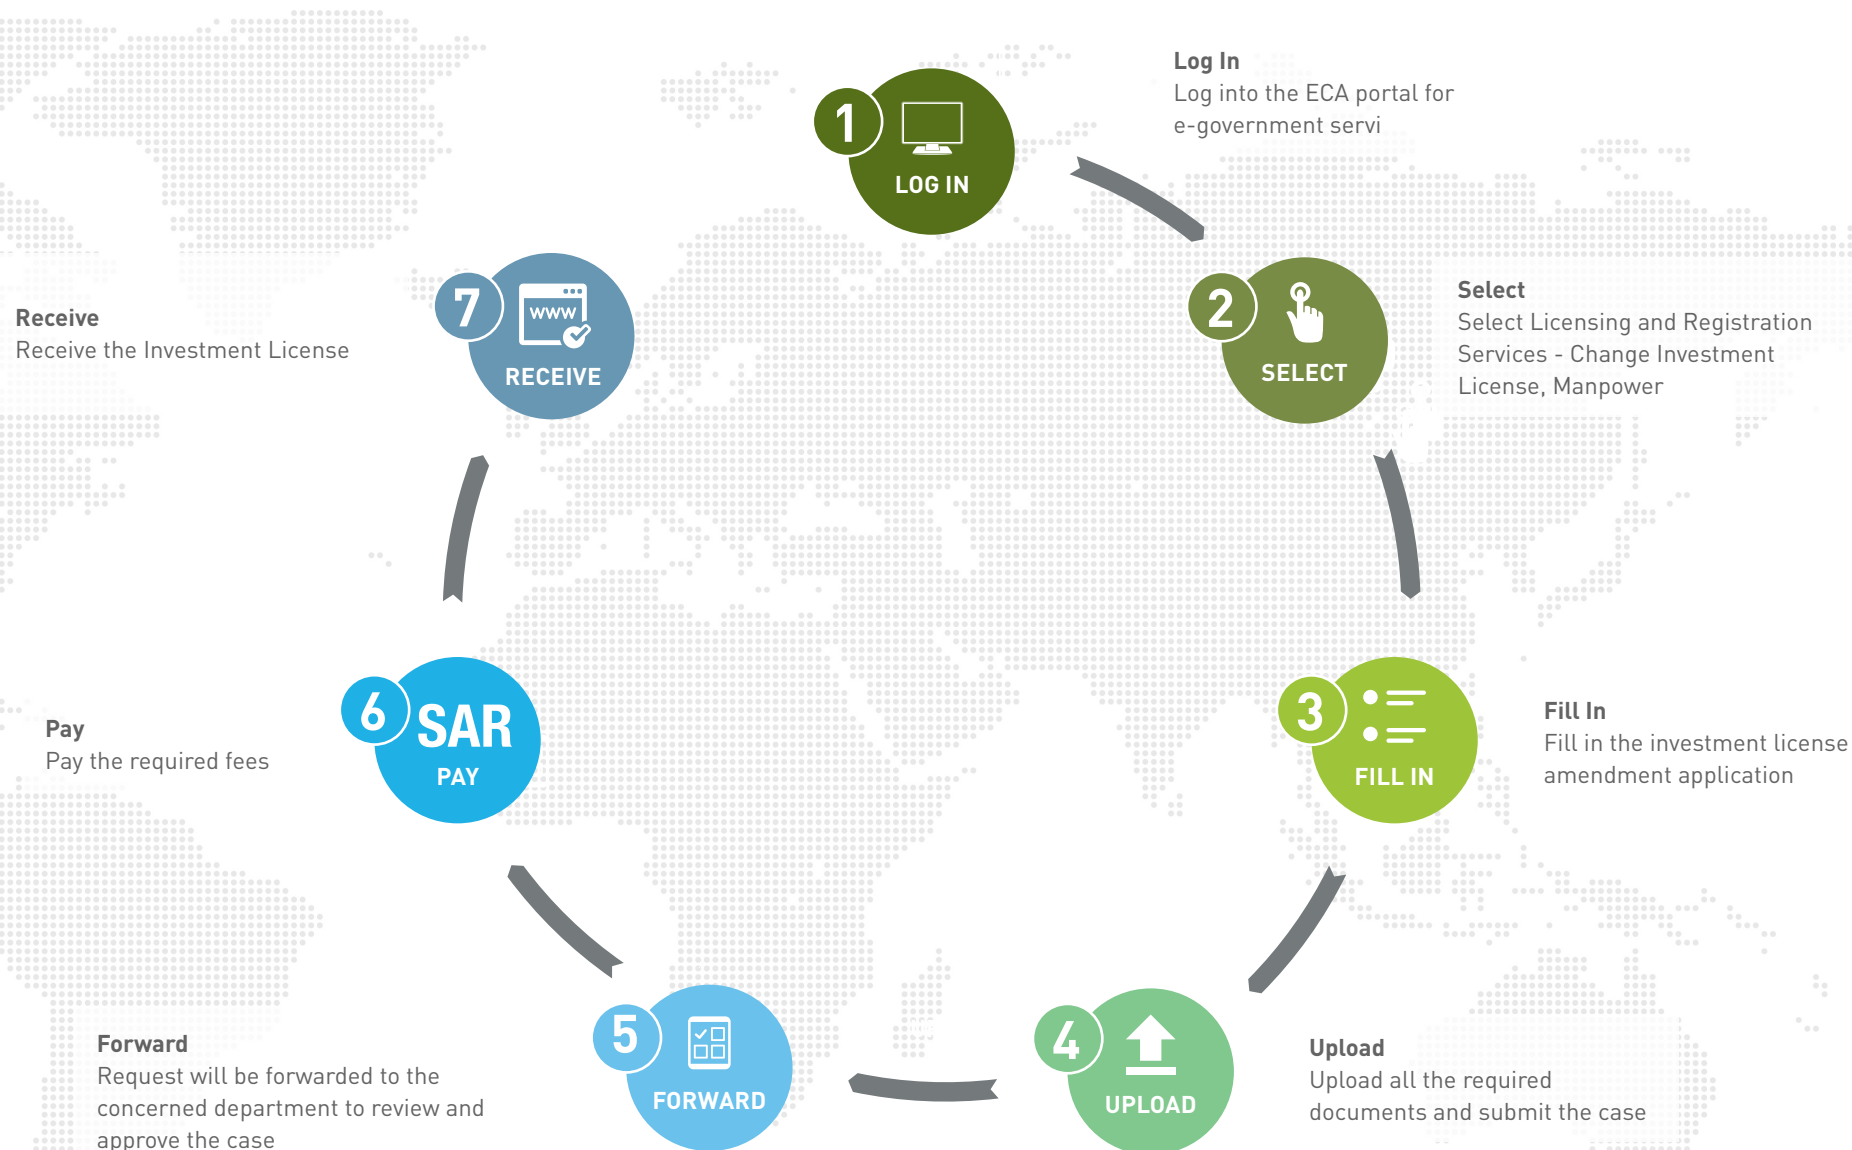 1
LOG IN
Log In
Log into the ECA portal for
e-government servi
2
SELECT
Select
Select Licensing and Registration
Services - Change Investment
License, Manpower
3
FILL IN
Fill In
Fill in the investment license
amendment application
4
UPLOAD
Upload
Upload all the required
documents and submit the case
5
FORWARD
Forward
Request will be forwarded to the
concerned department to review and
approve the case
6
SAR
PAY
Pay
Pay the required fees
7
WWW
RECEIVE
Receive
Receive the Investment License